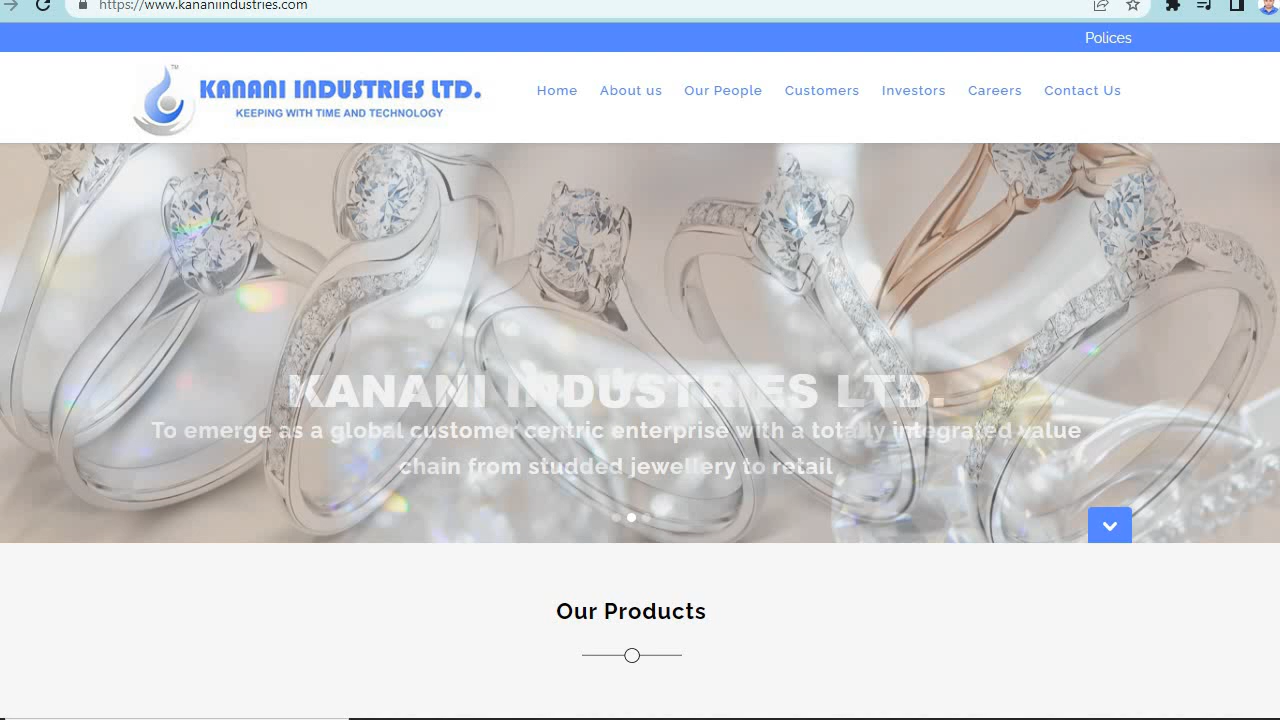 https://www.kananiindustries.com
Polices
TM
KANANI INDUSTRIES LTD.
KEEPING WITH TIME AND TECHNOLOGY
Home About us Our People Customers Investors Careers Contact Us
KANANI INDUSTRIES LTD.
To emerge as a global customer centric enterprise with a totally integrated value
chain from studded jewellery to retail
Our Products